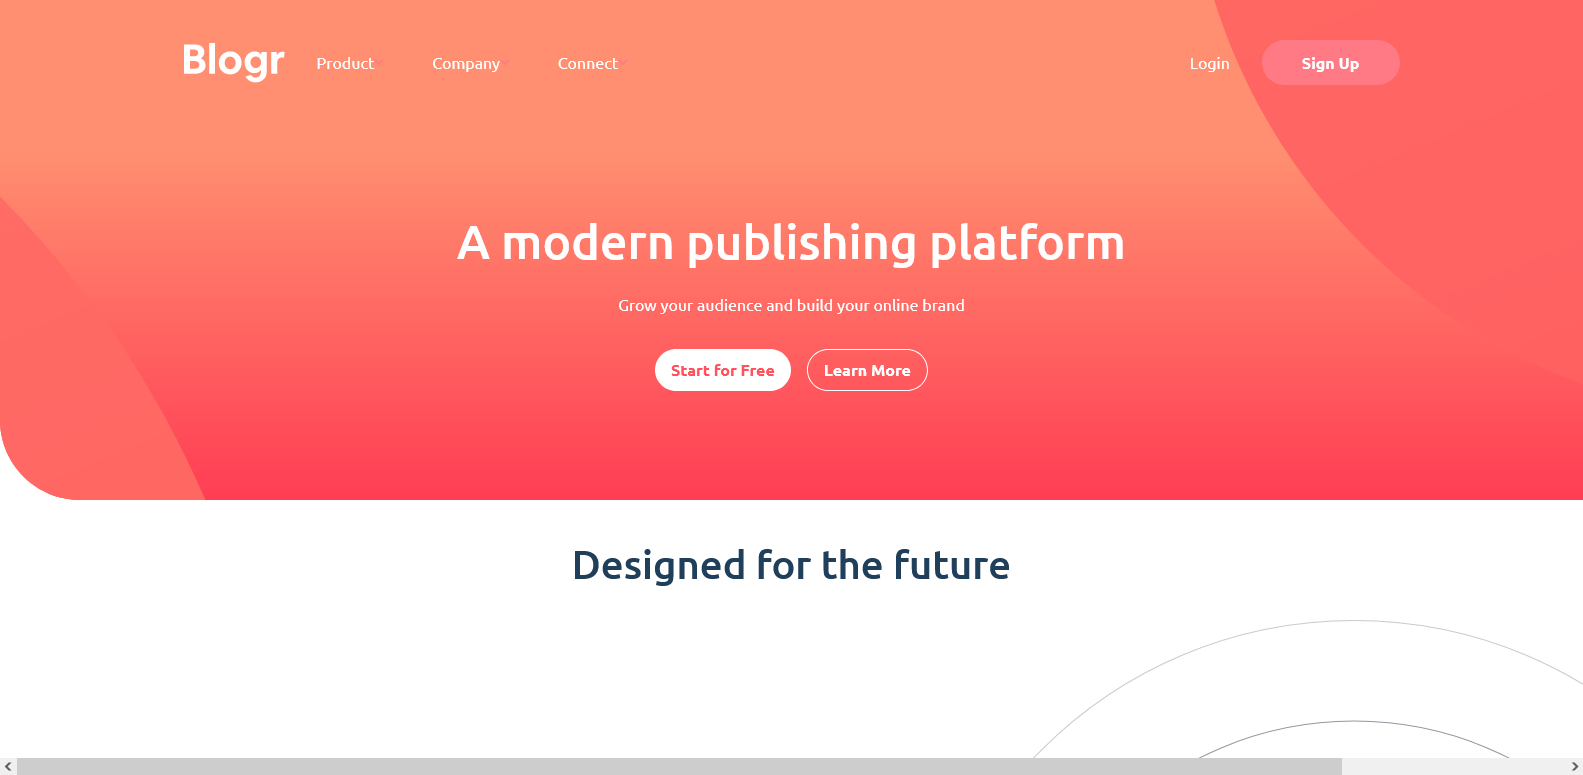 Blogr Product Company Connect Login Sign Up
A modern publishing platform
Grow your audience and build your online brand
Start for Free Learn More
Designed for the future